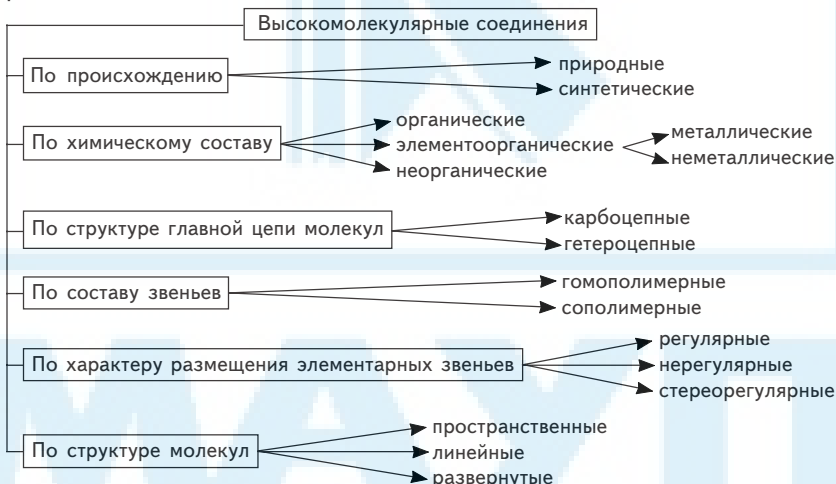 Высокомолекулярные соединения
По происхождению
природные
синтетические
По химическому составу
органические
элементоорганические
неорганические
металлические
неметаллические
По структуре главной цепи молекул
карбоцепные
гетероцепные
По составу звеньев
гомополимерные
сополимерные
По характеру размещения элементарных звеньев
регулярные
нерегулярные
стереорегулярные
По структуре молекул
пространственные
линейные
развернутые
МАУП